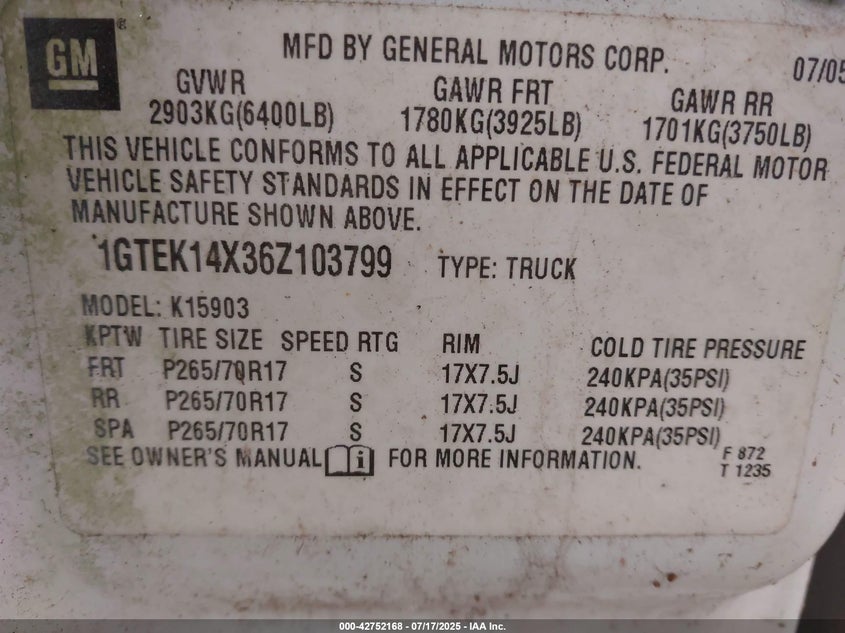 GM
MFD BY GENERAL MOTORS CORP. 07/05
GVWR GAWR FRT GAWR RR
2903KG(6400LB) 1780KG(3925LB) 1701KG(3750LB)
THIS VEHICLE CONFORMS TO ALL APPLICABLE U.S. FEDERAL MOTOR
VEHICLE SAFETY STANDARDS IN EFFECT ON THE DATE OF
MANUFACTURE SHOWN ABOVE.
1GTEK14X36Z103799 TYPE: TRUCK
MODEL: K15903
KPTW TIRE SIZE SPEED RTG RIM COLD TIRE PRESSURE
FRT P265/70R17 S 17X7.5J 240KPA(35PSI)
RR P265/70R17 S 17X7.5J 240KPA(35PSI)
SPA P265/70R17 S 17X7.5J 240KPA(35PSI)
SEE OWNER'S MANUAL i FOR MORE INFORMATION. F 872
T 1235
000-42752168 - 07/17/2025 - IAA Inc.